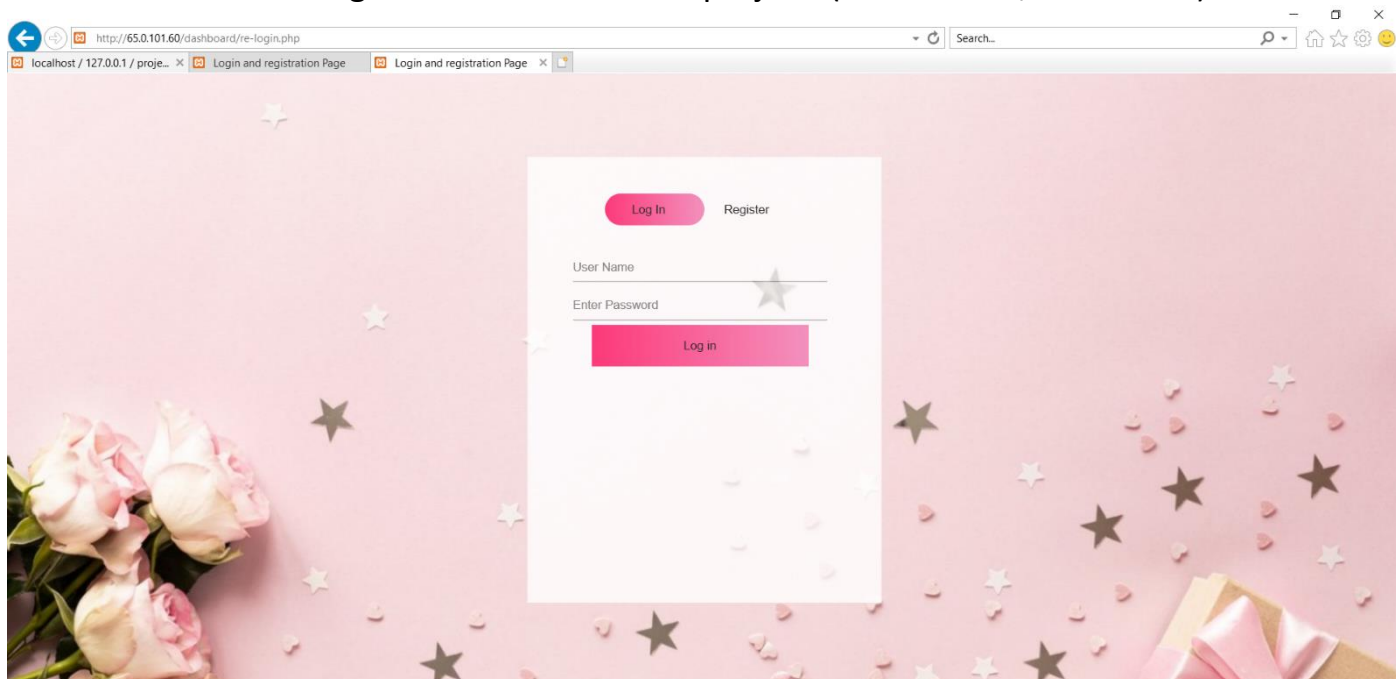 http://65.0.101.60/dashboard/re-login.php
Search...
localhost / 127.0.0.1 / proje...
Login and registration Page
Login and registration Page
Log In
Register
User Name
Enter Password
Log in